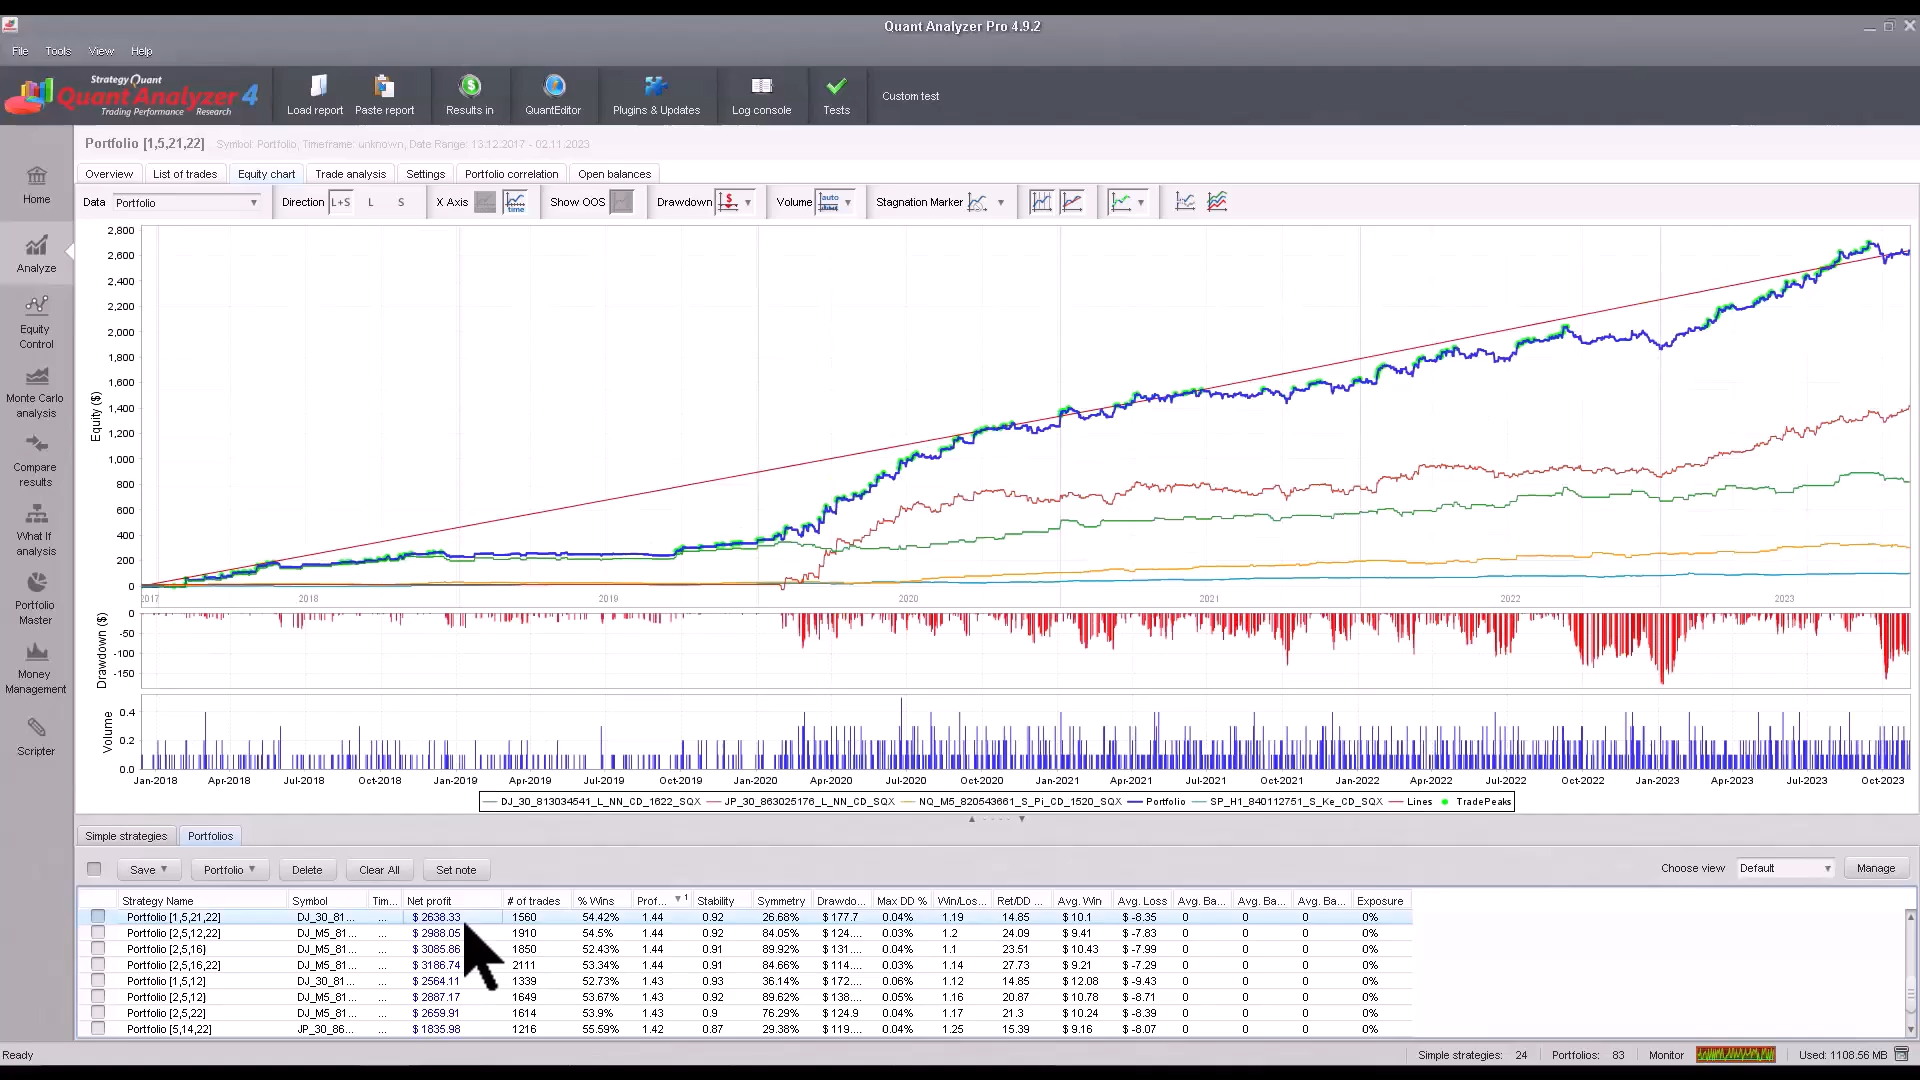 Quant Analyzer Pro 4.9.2
File Tools View Help
Strategy Quant
Quant Analyzer 4
Trading Performance Research
Load report Paste report Results in QuantEditor Plugins & Updates Log console Tests Custom test
Portfolio [1,5,21,22] Symbol: Portfolio, Timeframe: unknown, Date Range: 13.12.2017 - 02.11.2023
Overview List of trades Equity chart Trade analysis Settings Portfolio correlation Open balances
Data Portfolio Direction L+S L S X Axis time Show OOS Drawdown $ Volume auto Stagnation Marker
Home
Analyze
Equity
Control
Monte Carlo
analysis
Compare
results
What If
analysis
Portfolio
Master
Money
Management
Scripter
Equity ($)
2,800
2,600
2,400
2,200
2,000
1,800
1,600
1,400
1,200
1,000
800
600
400
200
0
2017 2018 2019 2020 2021 2022 2023
Drawdown ($)
0
-50
-100
-150
Volume
0.4
0.2
0.0
Jan-2018 Apr-2018 Jul-2018 Oct-2018 Jan-2019 Apr-2019 Jul-2019 Oct-2019 Jan-2020 Apr-2020 Jul-2020 Oct-2020 Jan-2021 Apr-2021 Jul-2021 Oct-2021 Jan-2022 Apr-2022 Jul-2022 Oct-2022 Jan-2023 Apr-2023 Jul-2023 Oct-2023
DJ_30_813034541_L_NN_CD_1622_SQX JP_30_863025176_L_NN_CD_SQX NQ_M5_820543661_S_Pi_CD_1520_SQX Portfolio SP_H1_840112751_S_Ke_CD_SQX Lines TradePeaks
Simple strategies Portfolios
Save Portfolio Delete Clear All Set note Choose view Default Manage
Strategy Name Symbol Tim... Net profit # of trades % Wins Prof... 1 Stability Symmetry Drawdo... Max DD % Win/Los... Ret/DD ... Avg. Win Avg. Loss Avg. Ba... Avg. Ba... Avg. Ba... Exposure
Portfolio [1,5,21,22] DJ_30_81... ... $ 2638.33 1560 54.42% 1.44 0.92 26.68% $ 177.7 0.04% 1.19 14.85 $ 10.1 $ -8.35 0 0 0 0%
Portfolio [2,5,12,22] DJ_M5_81... ... $ 2988.05 1910 54.5% 1.44 0.92 84.05% $ 124.... 0.03% 1.2 24.09 $ 9.41 $ -7.83 0 0 0 0%
Portfolio [2,5,16] DJ_M5_81... ... $ 3085.86 1850 52.43% 1.44 0.91 89.92% $ 131.... 0.04% 1.1 23.51 $ 10.43 $ -7.99 0 0 0 0%
Portfolio [2,5,16,22] DJ_M5_81... ... $ 3186.74 2111 53.34% 1.44 0.91 84.66% $ 114.... 0.03% 1.14 27.73 $ 9.21 $ -7.29 0 0 0 0%
Portfolio [1,5,12] DJ_30_81... ... $ 2564.11 1339 52.73% 1.43 0.93 36.14% $ 172.... 0.06% 1.12 14.85 $ 12.08 $ -9.43 0 0 0 0%
Portfolio [2,5,12] DJ_M5_81... ... $ 2887.17 1649 53.67% 1.43 0.92 89.62% $ 138.... 0.05% 1.16 20.87 $ 10.78 $ -8.71 0 0 0 0%
Portfolio [2,5,22] DJ_M5_81... ... $ 2659.91 1614 53.9% 1.43 0.9 76.29% $ 124.9 0.04% 1.17 21.3 $ 10.24 $ -8.39 0 0 0 0%
Portfolio [5,14,22] JP_30_86... ... $ 1835.98 1216 55.59% 1.42 0.87 29.38% $ 119.... 0.04% 1.25 15.39 $ 9.16 $ -8.07 0 0 0 0%
Ready Simple strategies: 24 Portfolios: 83 Monitor Used: 1108.56 MB